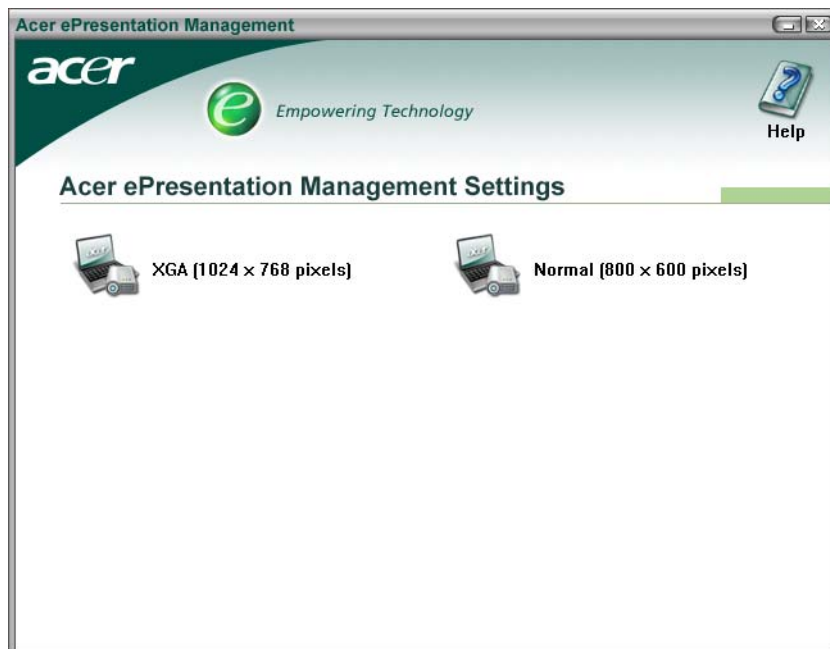 Acer ePresentation Management
acer
e Empowering Technology
Help
Acer ePresentation Management Settings
XGA (1024 x 768 pixels)
Normal (800 x 600 pixels)